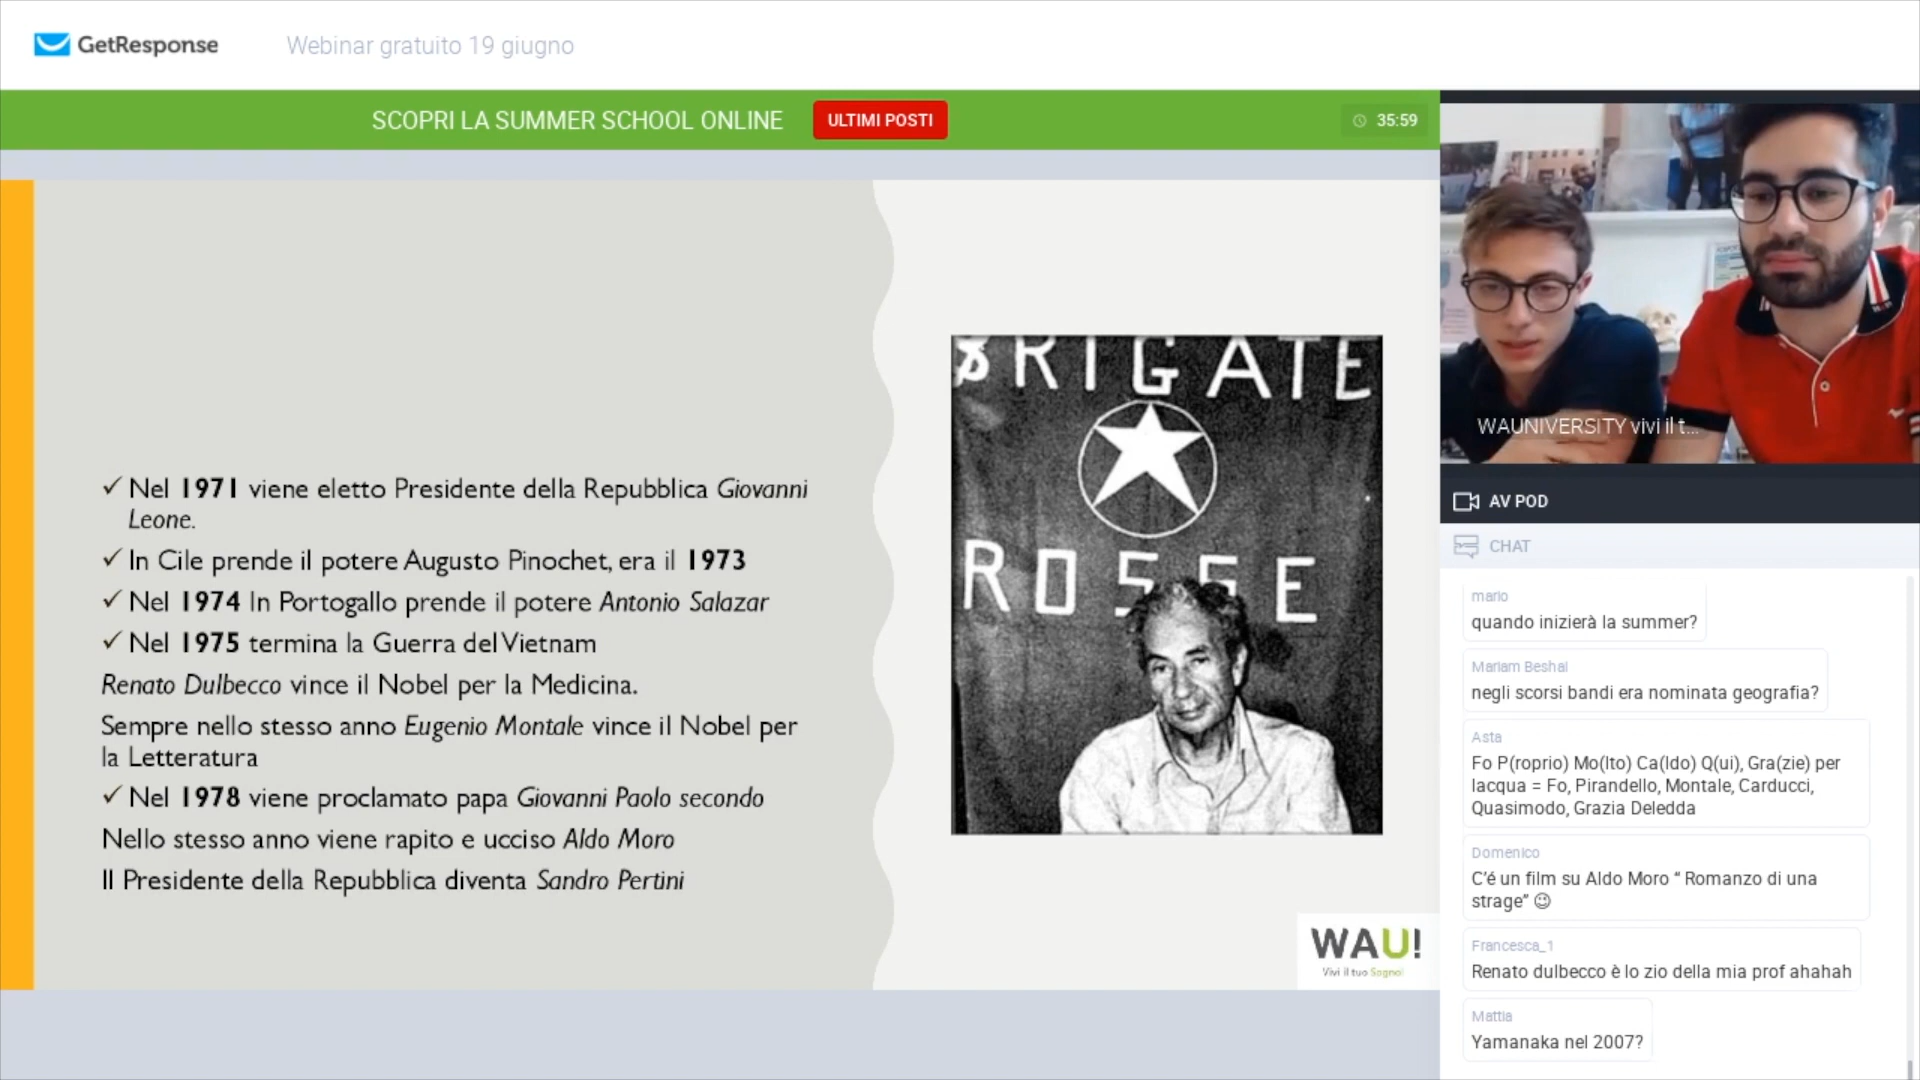 GetResponse
Webinar gratuito 19 giugno
SCOPRI LA SUMMER SCHOOL ONLINE
ULTIMI POSTI
35:59
Nel 1971 viene eletto Presidente della Repubblica Giovanni
Leone.
In Cile prende il potere Augusto Pinochet, era il 1973
Nel 1974 In Portogallo prende il potere Antonio Salazar
Nel 1975 termina la Guerra del Vietnam
Renato Dulbecco vince il Nobel per la Medicina.
Sempre nello stesso anno Eugenio Montale vince il Nobel per
la Letteratura
Nel 1978 viene proclamato papa Giovanni Paolo secondo
Nello stesso anno viene rapito e ucciso Aldo Moro
Il Presidente della Repubblica diventa Sandro Pertini
BRIGATE
ROSSE
WAU!
Vivi il tuo Sogno!
WAUNIVERSITY vivi il t...
AV POD
CHAT
mario
quando inizierà la summer?
Mariam Beshai
negli scorsi bandi era nominata geografia?
Asta
Fo P(roprio) Mo(lto) Ca(ldo) Q(ui), Gra(zie) per
lacqua = Fo, Pirandello, Montale, Carducci,
Quasimodo, Grazia Deledda
Domenico
C'é un film su Aldo Moro “ Romanzo di una
strage” 😉
Francesca_1
Renato dulbecco è lo zio della mia prof ahahah
Mattia
Yamanaka nel 2007?